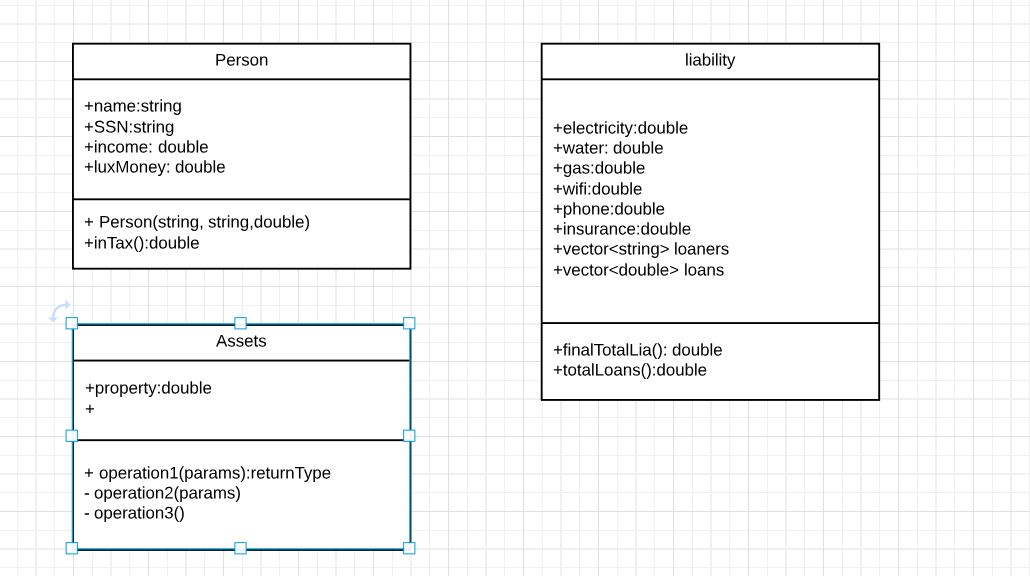 Person
+name:string
+SSN:string
+income: double
+luxMoney: double
+ Person(string, string,double)
+inTax():double
Assets
+property:double
+
+ operation1(params):returnType
- operation2(params)
- operation3()
liability
+electricity:double
+water: double
+gas:double
+wifi:double
+phone:double
+insurance:double
+vector<string> loaners
+vector<double> loans
+finalTotalLia(): double
+totalLoans():double